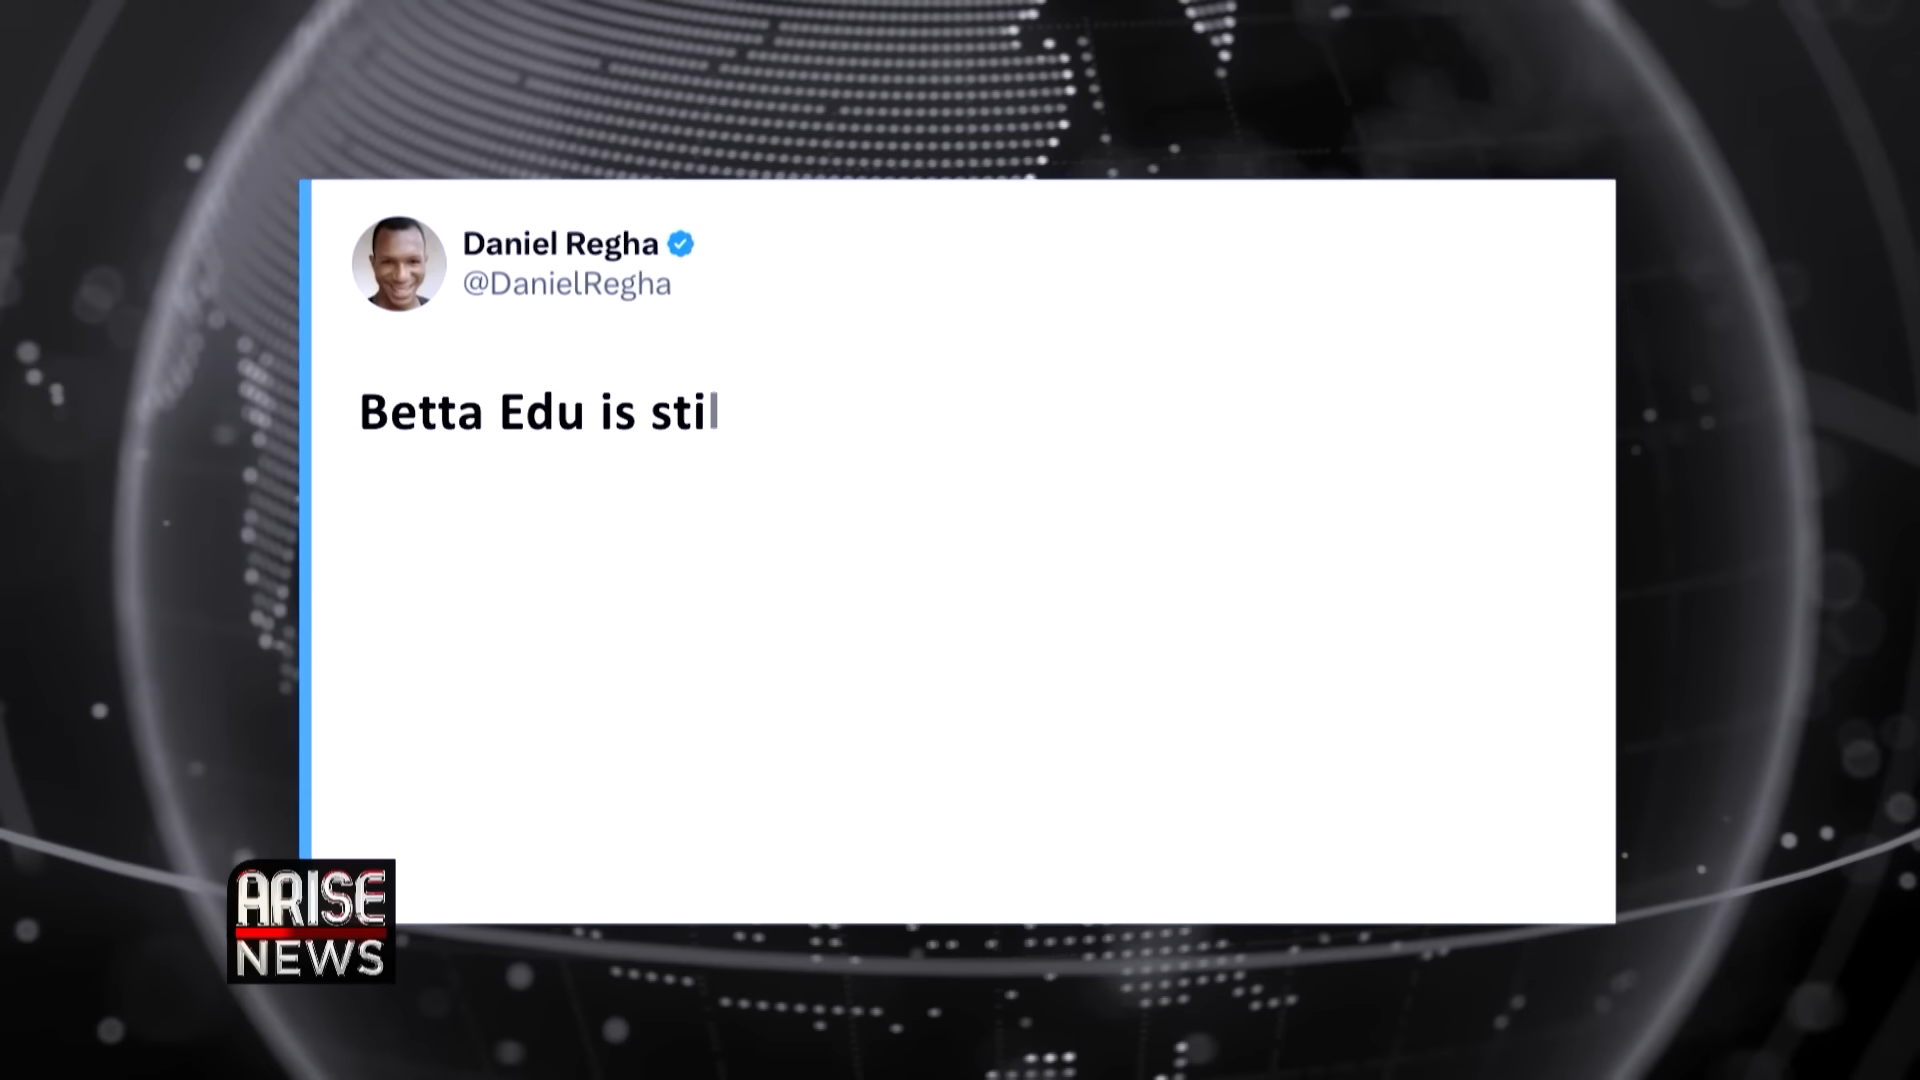 Daniel Regha
@DanielRegha
Betta Edu is stil
ARISE
NEWS